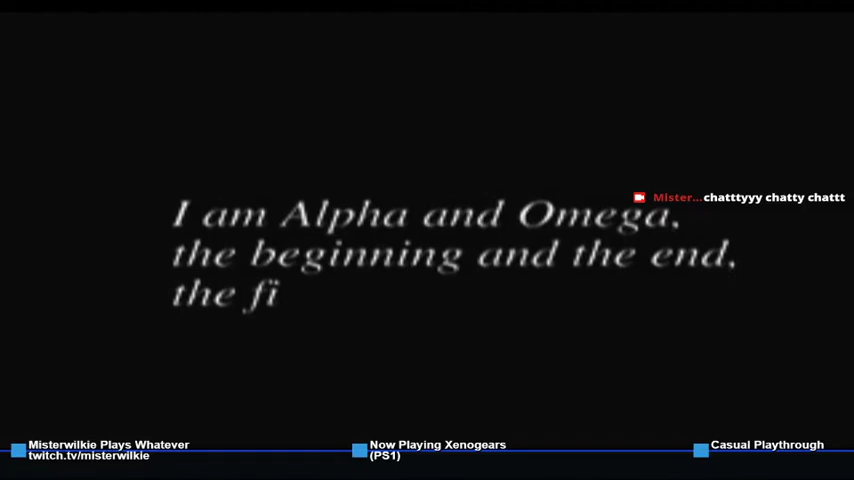 I am Alpha and Omega,
the beginning and the end,
the fi
Mister... chatttyyy chatty chattt
Misterwilkie Plays Whatever
twitch.tv/misterwilkie
Now Playing Xenogears
(PS1)
Casual Playthrough